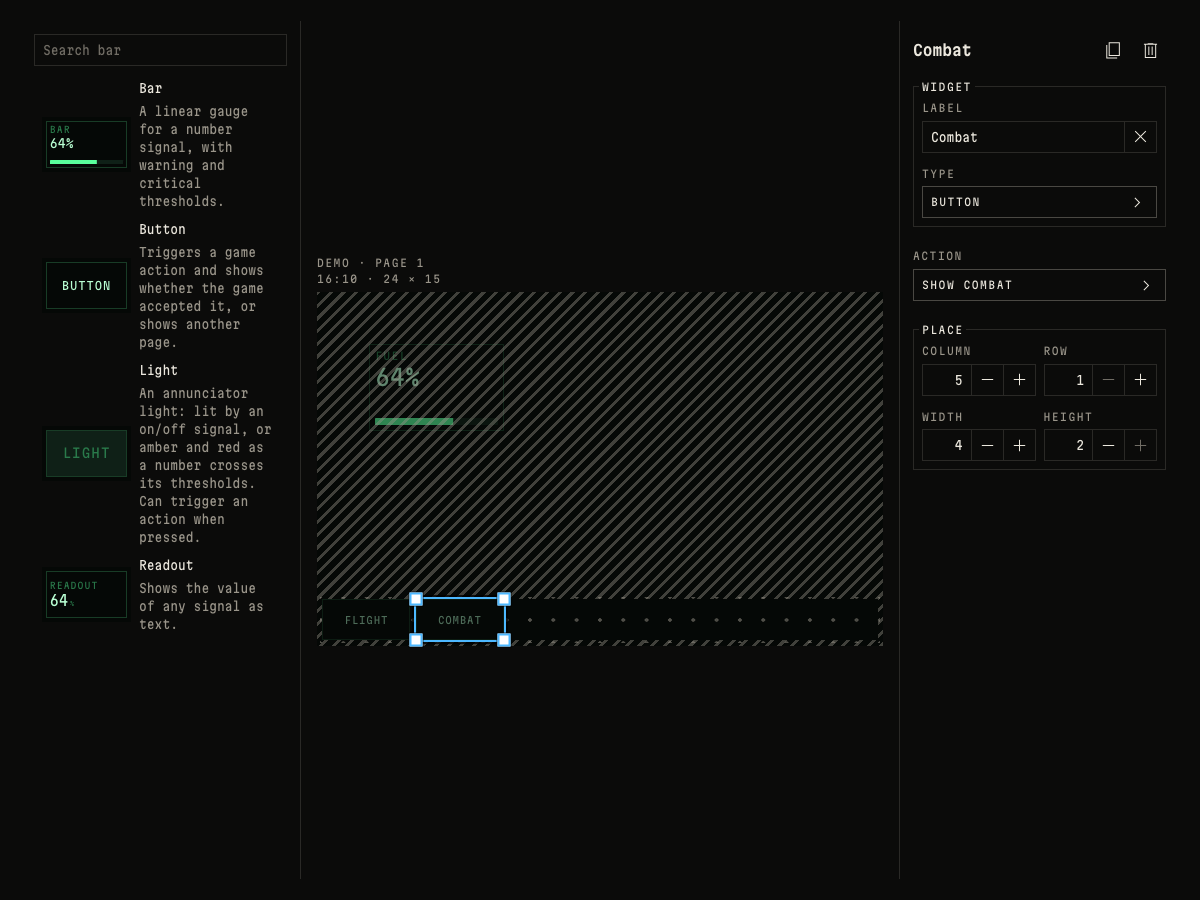 Search bar
Bar
A linear gauge
for a number
signal, with
warning and
critical
thresholds.
BAR
64%
Button
Triggers a game
action and shows
whether the game
accepted it, or
shows another
page.
BUTTON
Light
An annunciator
light: lit by an
on/off signal, or
amber and red as
a number crosses
its thresholds.
Can trigger an
action when
pressed.
LIGHT
Readout
Shows the value
of any signal as
text.
READOUT
64%
DEMO · PAGE 1
16:10 · 24 × 15
FUEL
64%
FLIGHT
COMBAT
Combat
WIDGET
LABEL
Combat
TYPE
BUTTON
ACTION
SHOW COMBAT
PLACE
COLUMN
ROW
5
1
WIDTH
HEIGHT
4
2